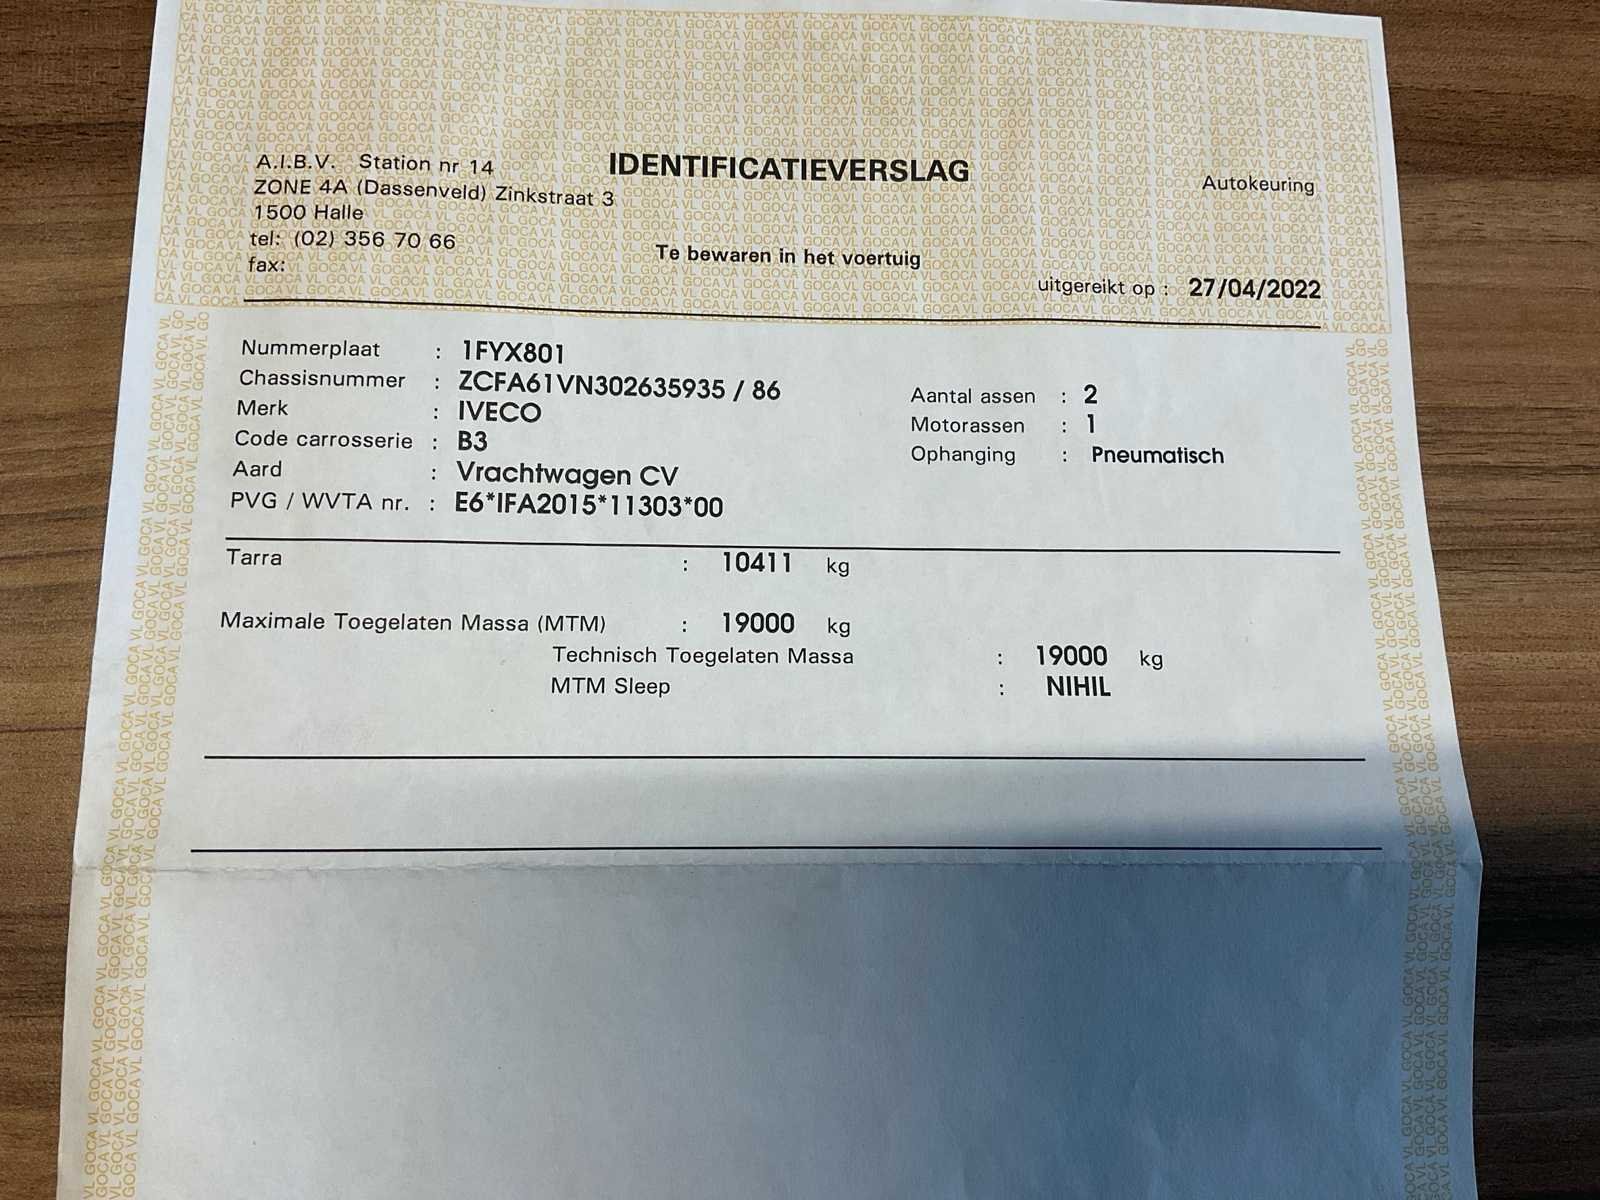 A.I.B.V. Station nr 14
ZONE 4A (Dassenveld) Zinkstraat 3
1500 Halle
tel: (02) 356 70 66
fax:
IDENTIFICATIEVERSLAG
Te bewaren in het voertuig
Autokeuring
uitgereikt op : 27/04/2022
Nummerplaat : 1FYX801
Chassisnummer : ZCFA61VN302635935 / 86
Merk : IVECO
Code carrosserie : B3
Aard : Vrachtwagen CV
PVG / WVTA nr. : E6*IFA2015*11303*00
Aantal assen : 2
Motorassen : 1
Ophanging : Pneumatisch
Tarra : 10411 kg
Maximale Toegelaten Massa (MTM) : 19000 kg
Technisch Toegelaten Massa : 19000 kg
MTM Sleep : NIHIL